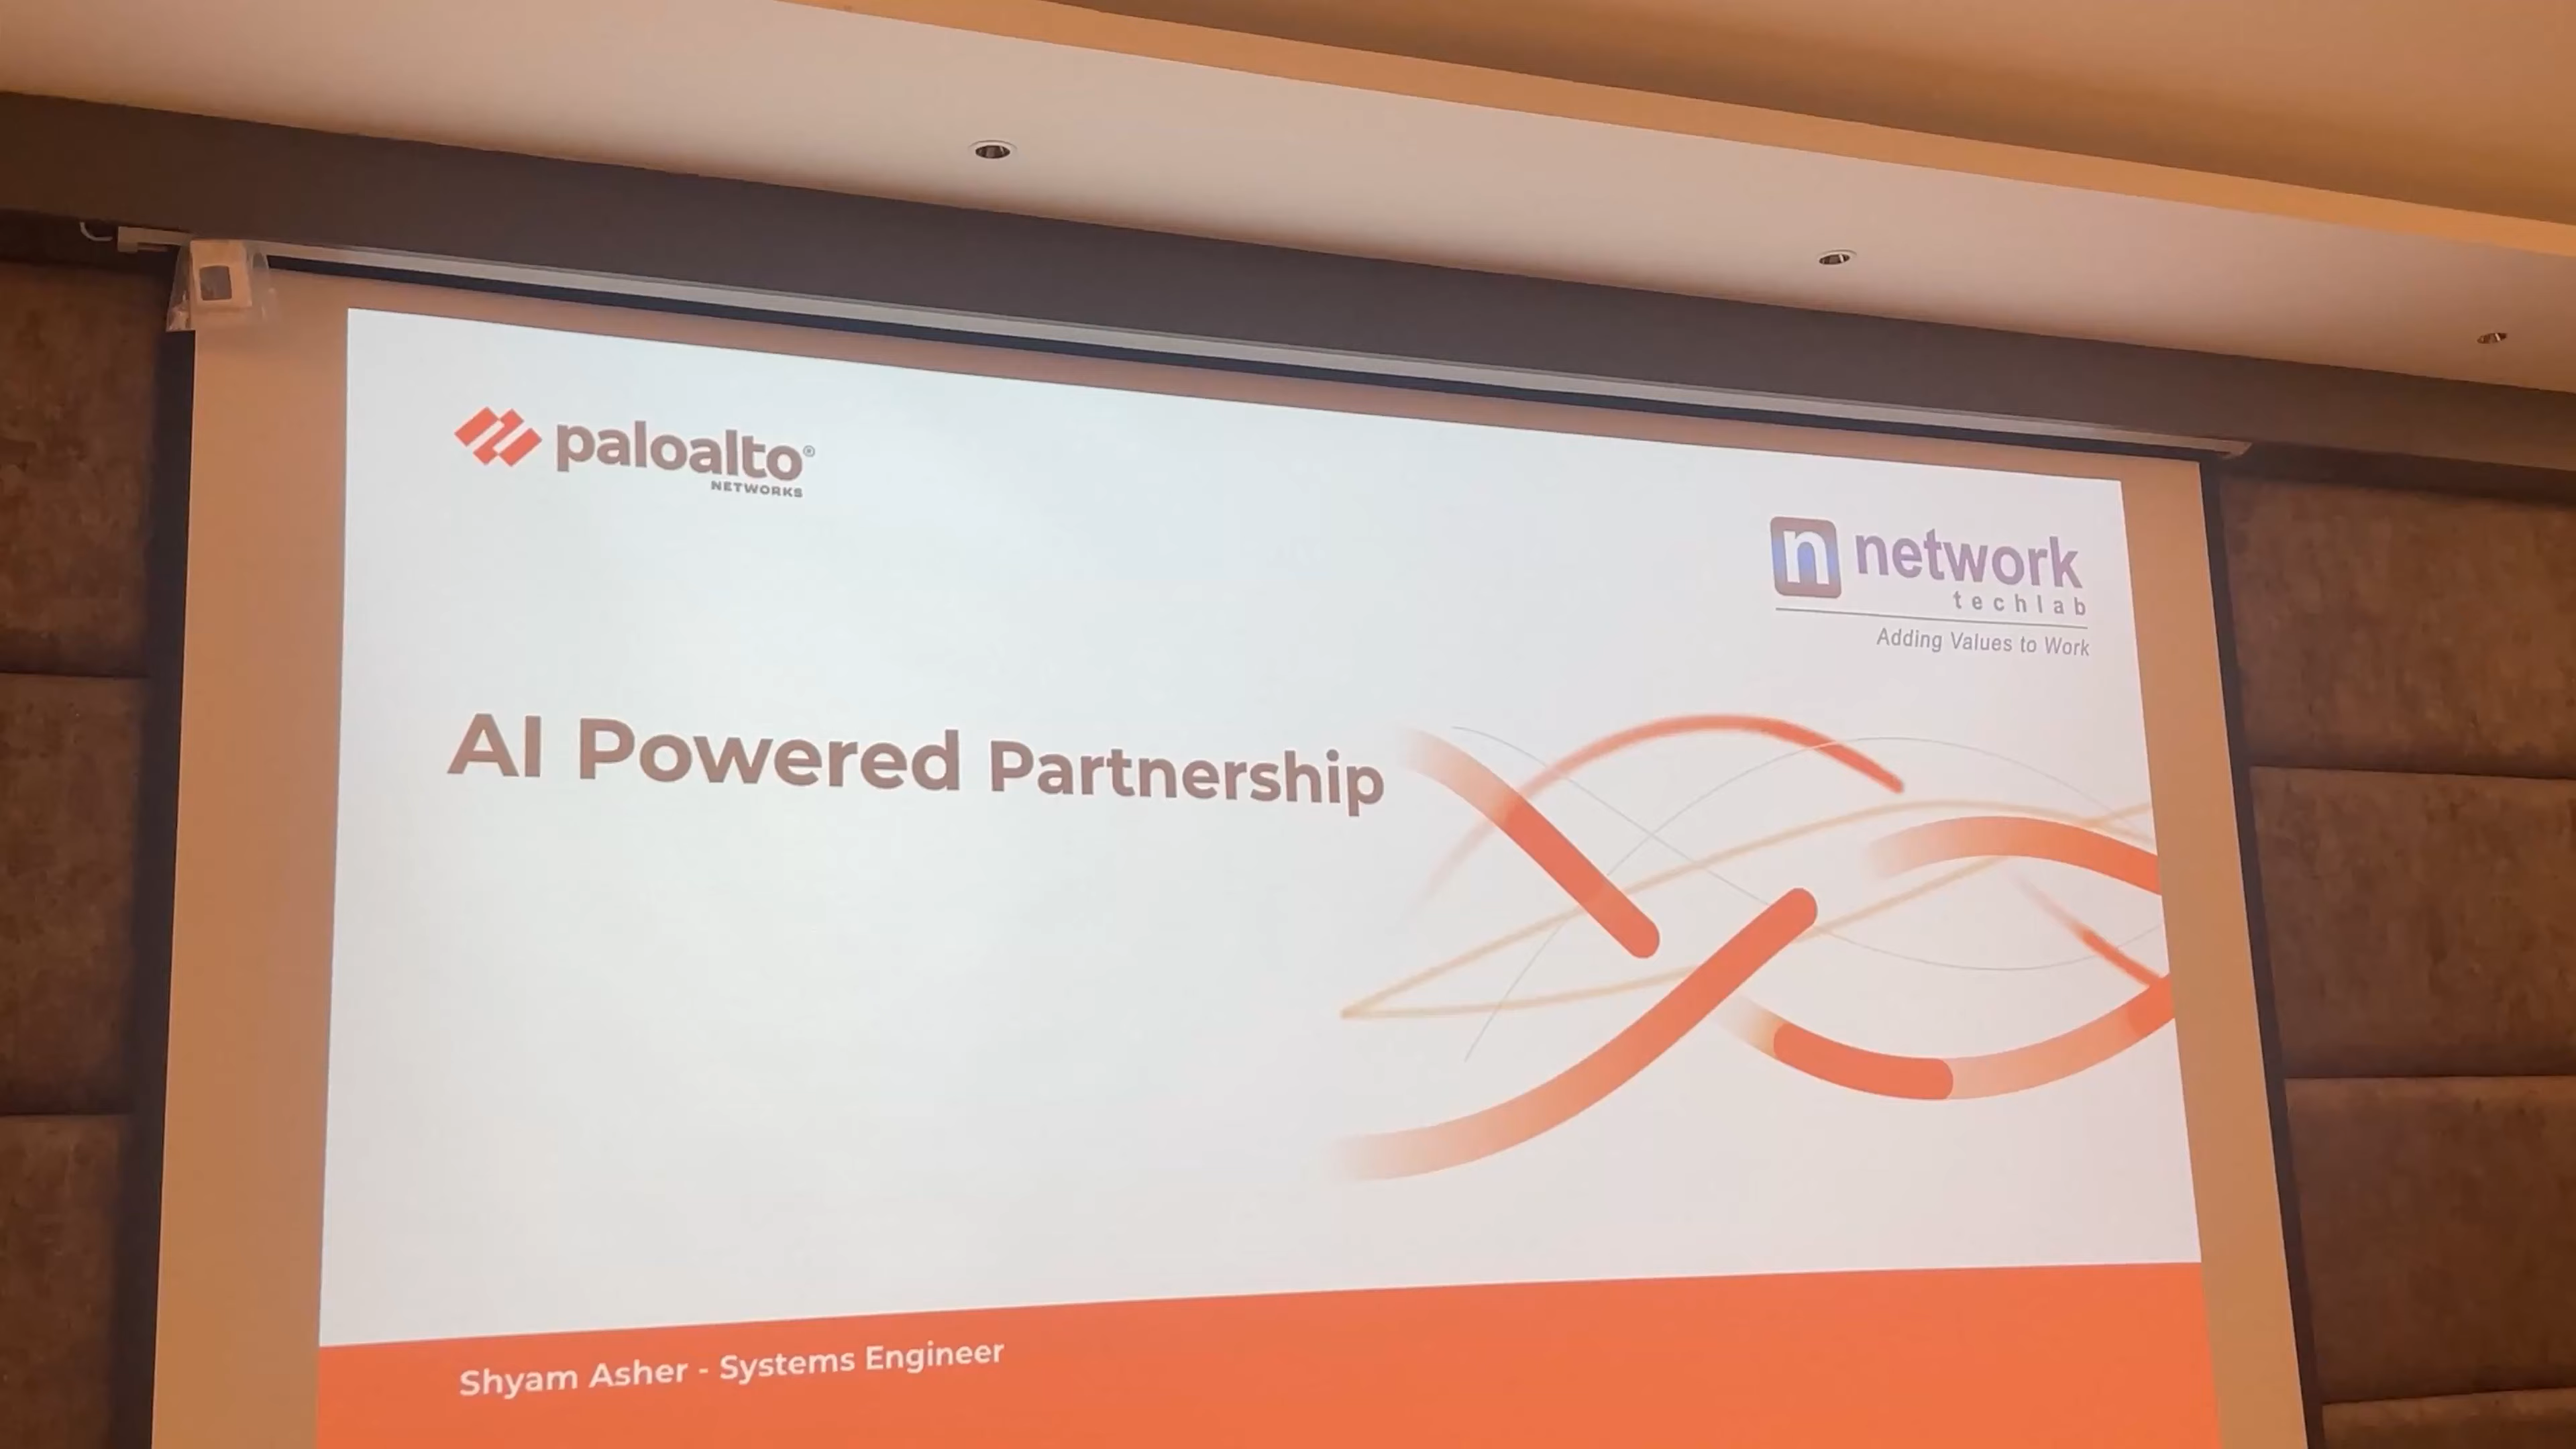 paloalto®
NETWORKS
n network
techlab
Adding Values to Work
AI Powered Partnership
Shyam Asher - Systems Engineer